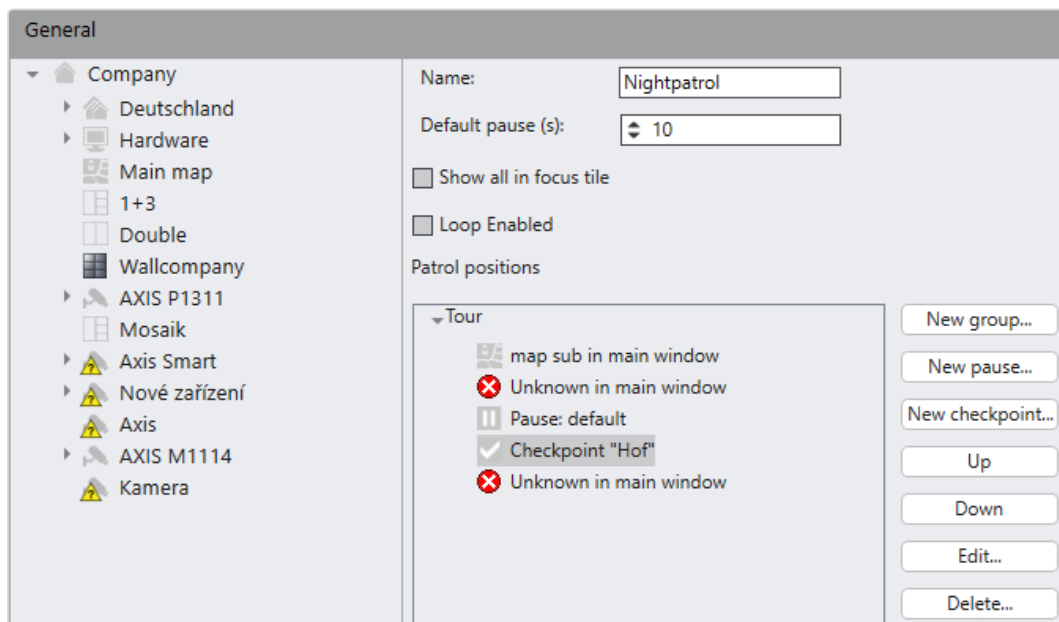 General
Company
Deutschland
Hardware
Main map
1+3
Double
Wallcompany
AXIS P1311
Mosaik
Axis Smart
Nové zařízení
Axis
AXIS M1114
Kamera
Name:
Nightpatrol
Default pause (s):
10
Show all in focus tile
Loop Enabled
Patrol positions
Tour
map sub in main window
Unknown in main window
Pause: default
Checkpoint "Hof"
Unknown in main window
New group...
New pause...
New checkpoint...
Up
Down
Edit...
Delete...